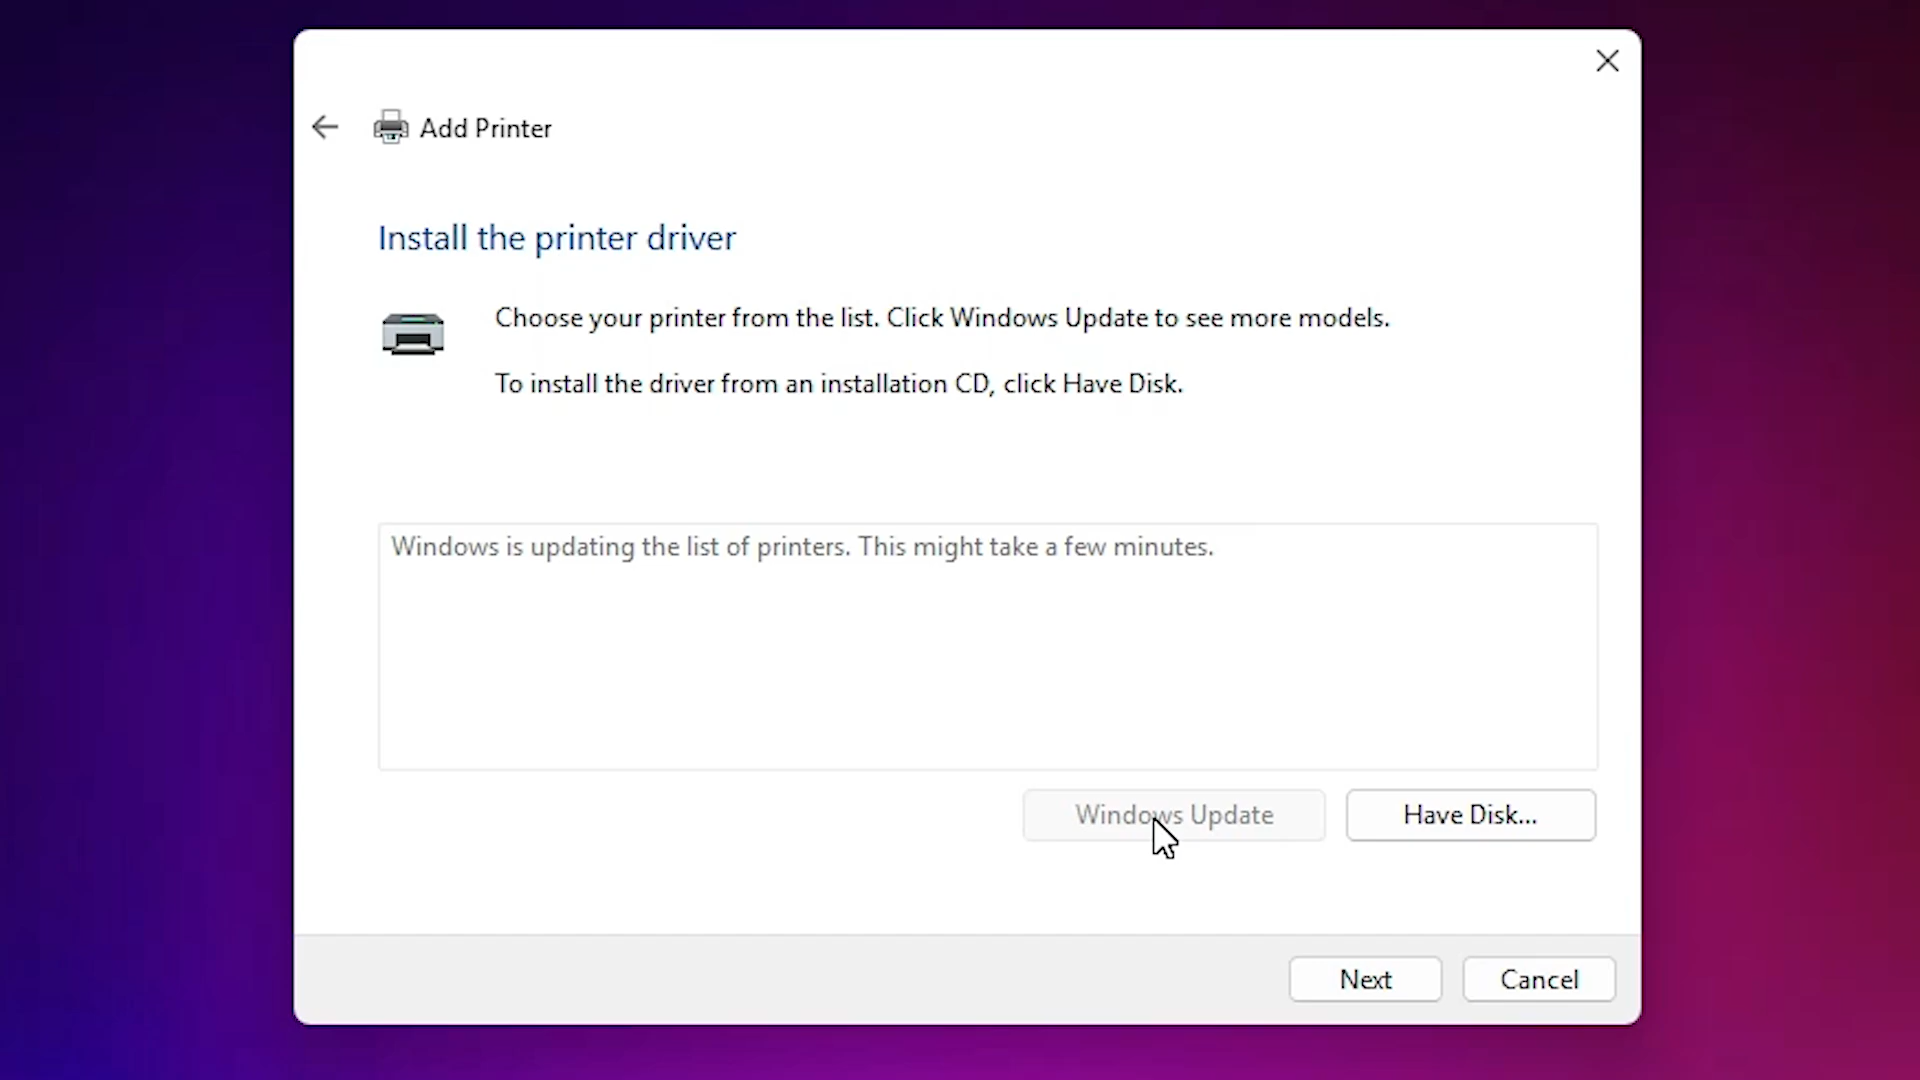 Add Printer
Install the printer driver
Choose your printer from the list. Click Windows Update to see more models.
To install the driver from an installation CD, click Have Disk.
Windows is updating the list of printers. This might take a few minutes.
Windows Update
Have Disk...
Next
Cancel